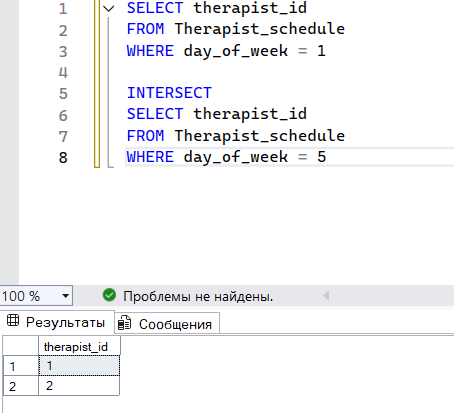 1 SELECT therapist_id
2 FROM Therapist_schedule
3 WHERE day_of_week = 1
4
5 INTERSECT
6 SELECT therapist_id
7 FROM Therapist_schedule
8 WHERE day_of_week = 5
100 % Проблемы не найдены.
Результаты Сообщения
therapist_id
1 1
2 2